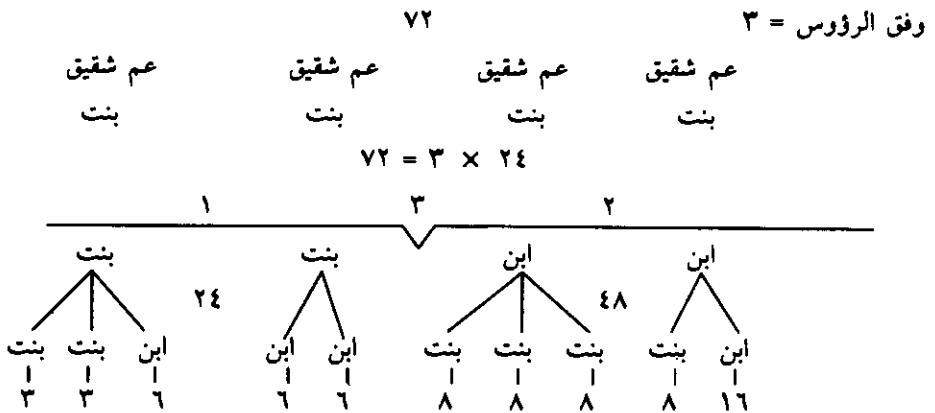 وفق الرؤوس = ٣ ٧٢
عم شقيق عم شقيق عم شقيق عم شقيق
بنت بنت بنت بنت
٢٤ × ٣ = ٧٢
٢ ٣ ١
ابن ابن بنت بنت
٤٨ ٢٤
ابن بنت بنت بنت بنت ابن ابن ابن بنت بنت
١٦ ٨ ٨ ٨ ٨ ٦ ٦ ٦ ٣ ٣